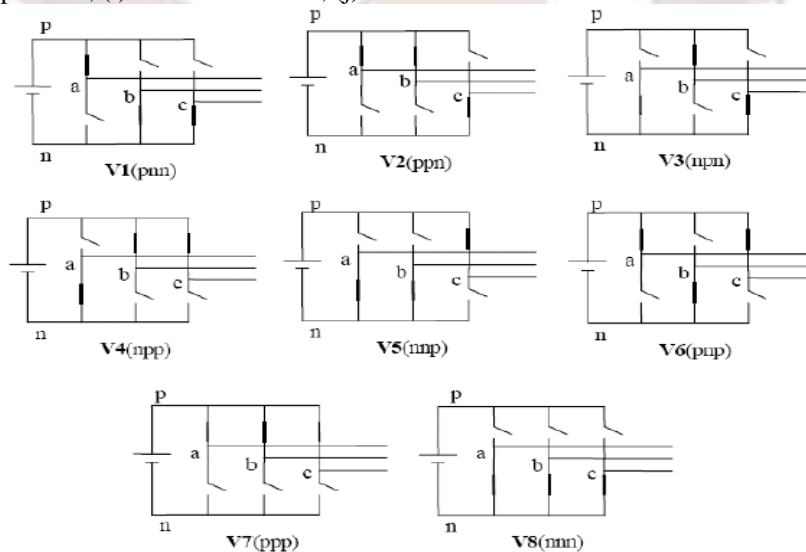 p p p
a b c a b c a b c
n n n
V1(pnn) V2(ppn) V3(npn)
p p p
a b c a b c a b c
n n n
V4(npp) V5(nnp) V6(pnp)
p p
a b c a b c
n n
V7(ppp) V8(nnn)